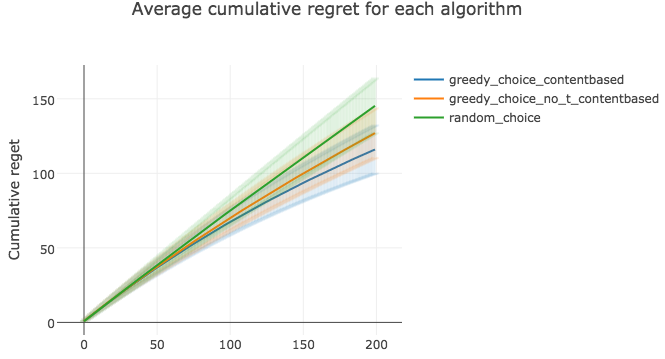 Average cumulative regret for each algorithm
greedy_choice_contentbased
greedy_choice_no_t_contentbased
random_choice
Cumulative reget
150
100
50
0
0 50 100 150 200